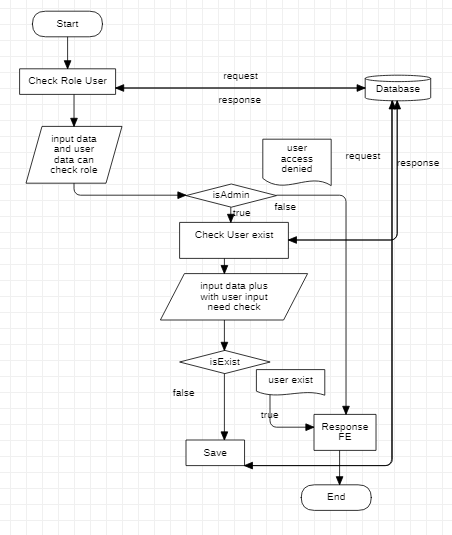 Start
Check Role User
request
response
Database
input data
and user
data can
check role
user
access
denied
request
response
isAdmin
true
false
Check User exist
input data plus
with user input
need check
isExist
false
user exist
true
Response
FE
Save
End